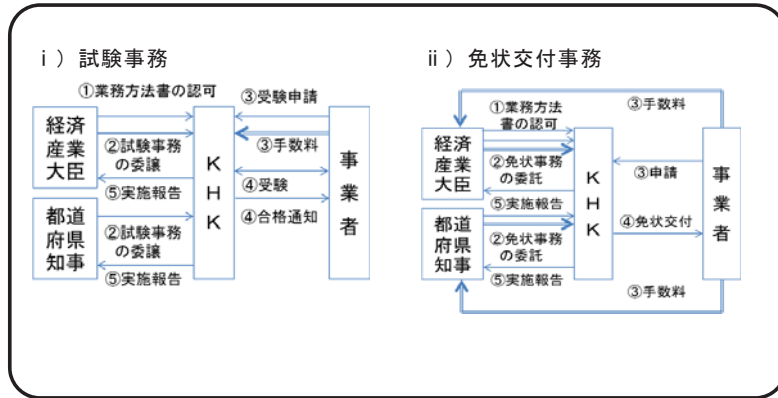 ⅰ）試験事務
①業務方法書の認可
③受験申請
経済
産業
大臣
②試験事務
の委譲
⑤実施報告
都道
府県
知事
②試験事務
の委譲
⑤実施報告
K
H
K
③手数料
④受験
④合格通知
事
業
者
ⅱ）免状交付事務
③手数料
①業務方法
書の認可
経済
産業
大臣
②免状事務
の委託
⑤実施報告
都道
府県
知事
②免状事務
の委託
⑤実施報告
K
H
K
③申請
④免状交付
事
業
者
③手数料